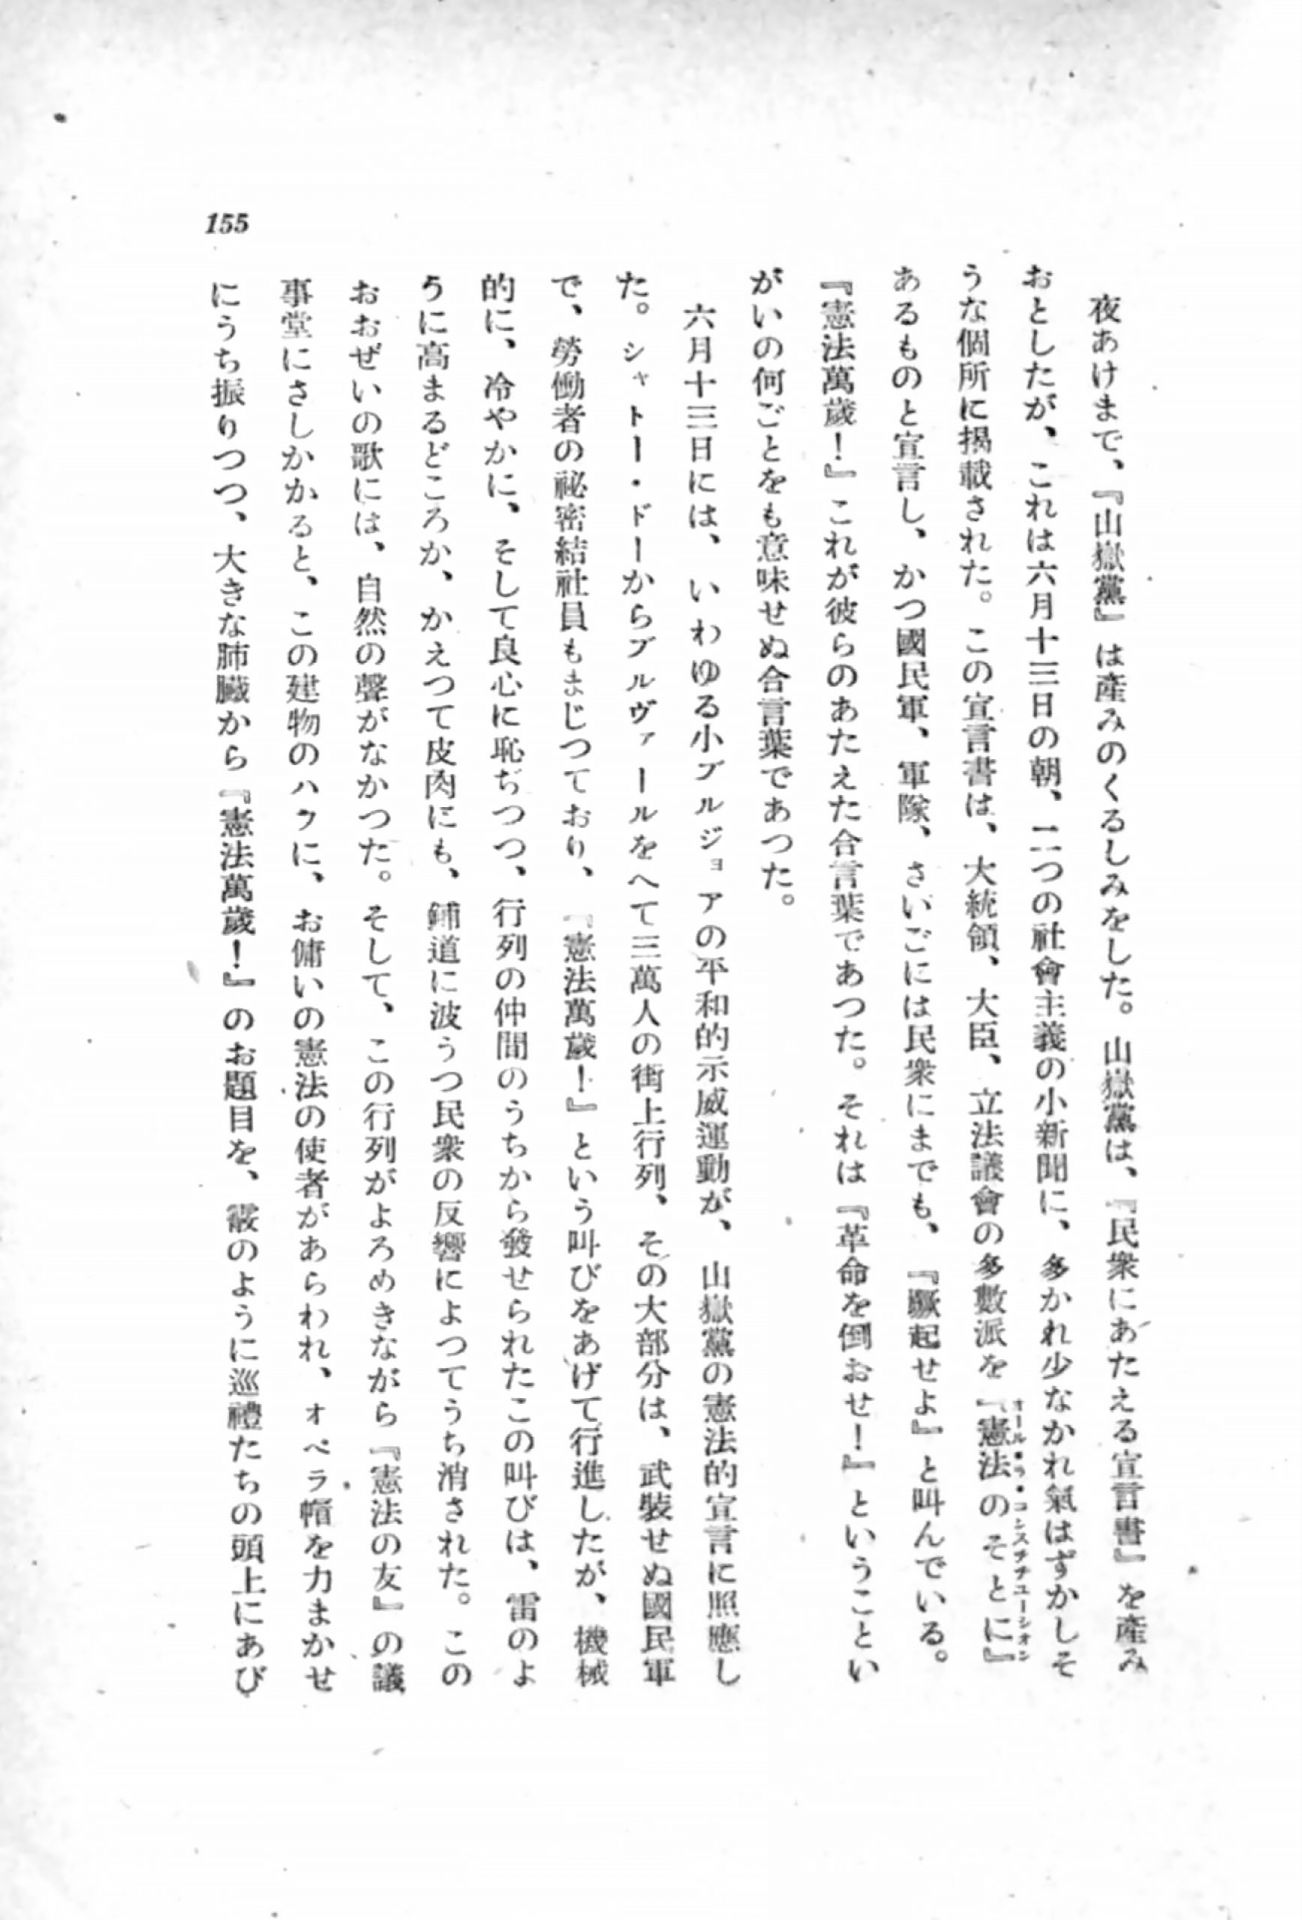 夜あけまで、『山嶽黨』は産みのくるしみをした。山嶽黨は、『民衆にあたえる宣言書』を産み
おとしたが、これは六月十三日の朝、二つの社會主義の小新聞に、多かれ少なかれ氣はずかしそ
うな個所に掲載された。この宣言書は、大統領、大臣、立法議會の多數派を『憲法のそとに』
オール・ラ・コンスチチユーシオン
あるものと宣言し、かつ國民軍、軍隊、さいごには民衆にまでも、『蹶起せよ』と叫んでいる。
『憲法萬歲！』これが彼らのあたえた合言葉であつた。それは『革命を倒おせ！』ということい
がいの何ごとをも意味せぬ合言葉であつた。
六月十三日には、いわゆる小ブルジョアの平和的示威運動が、山嶽黨の憲法的宣言に照應し
た。シャトー・ドーからブルヴァールをへて三萬人の街上行列、その大部分は、武裝せぬ國民軍
で、勞働者の祕密結社員もまじつており、『憲法萬歲！』という叫びをあげて行進したが、機械
的に、冷やかに、そして良心に恥ぢつつ、行列の仲間のうちから發せられたこの叫びは、雷のよ
うに高まるどころか、かえつて皮肉にも、鋪道に波うつ民衆の反響によつてうち消された。この
おおぜいの歌には、自然の聲がなかつた。そして、この行列がよろめきながら『憲法の友』の議
事堂にさしかかると、この建物のハフに、お傭いの憲法の使者があらわれ、オペラ帽を力まかせ
にうち振りつつ、大きな肺臟から『憲法萬歲！』のお題目を、霰のように巡禮たちの頭上にあび
155